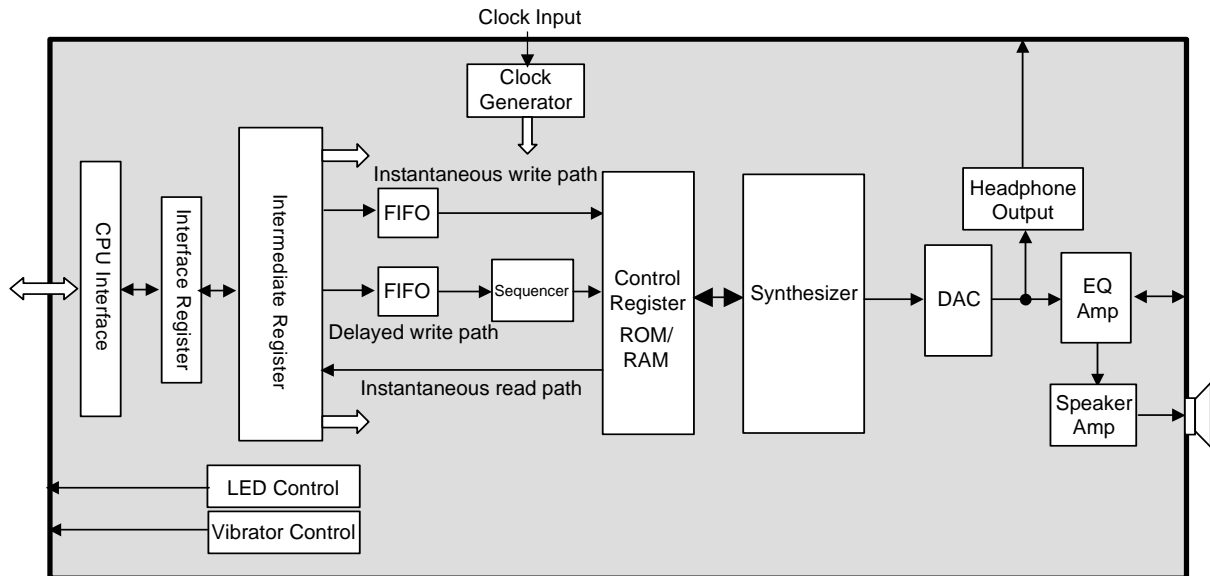 Clock Input
Clock
Generator
CPU Interface
Interface Register
Intermediate Register
Instantaneous write path
FIFO
FIFO
Sequencer
Delayed write path
Instantaneous read path
Control
Register
ROM/
RAM
Synthesizer
DAC
Headphone
Output
EQ
Amp
Speaker
Amp
LED Control
Vibrator Control